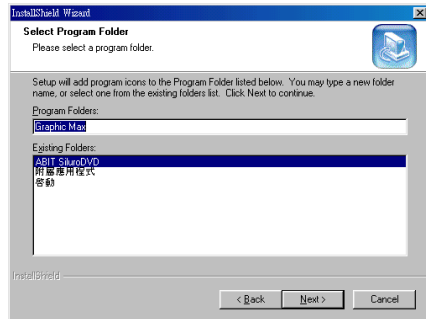 InstallShield Wizard
Select Program Folder
Please select a program folder.
Setup will add program icons to the Program Folder listed below. You may type a new folder
name, or select one from the existing folders list. Click Next to continue.
Program Folders:
Graphic Max
Existing Folders:
ABIT SiluroDVD
附屬應用程式
啓動
InstallShield
< Back
Next >
Cancel